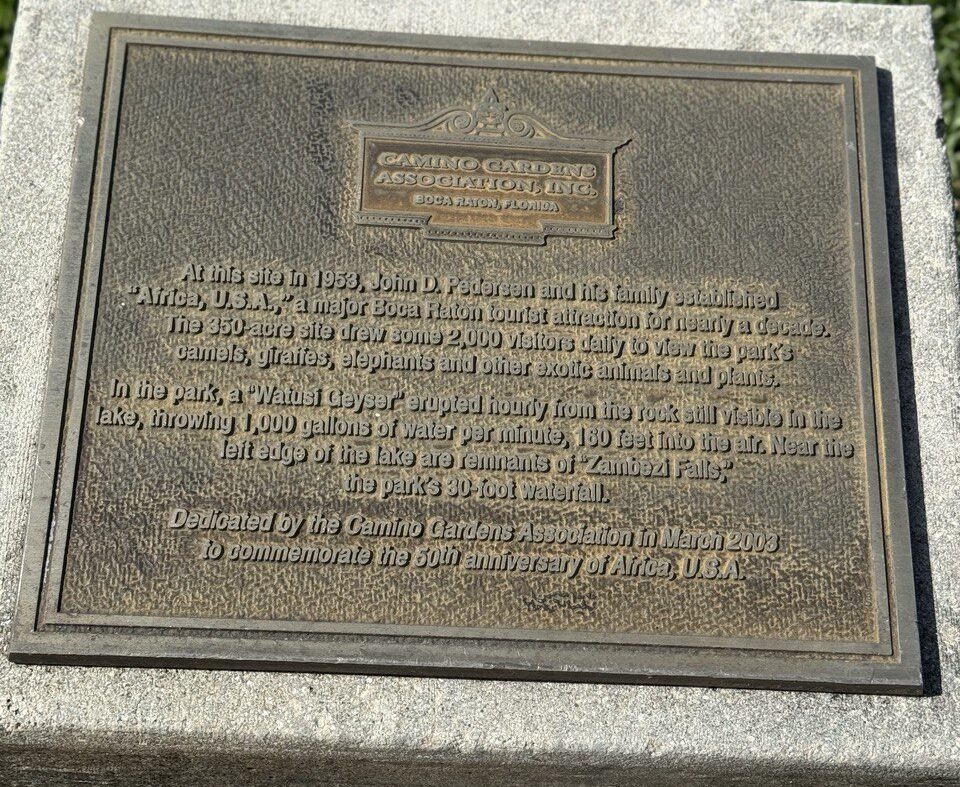 CAMINO GARDENS
ASSOCIATION, INC.
BOCA RATON, FLORIDA
At this site in 1953, John D. Pedersen and his family established
"Africa, U.S.A.," a major Boca Raton tourist attraction for nearly a decade.
The 350-acre site drew some 2,000 visitors daily to view the park's
camels, giraffes, elephants and other exotic animals and plants.
In the park, a "Watusi Geyser" erupted hourly from the rock still visible in the
lake, throwing 1,000 gallons of water per minute, 160 feet into the air. Near the
left edge of the lake are remnants of "Zambezi Falls,"
the park's 30-foot waterfall.
Dedicated by the Camino Gardens Association in March 2003
to commemorate the 50th anniversary of Africa, U.S.A.